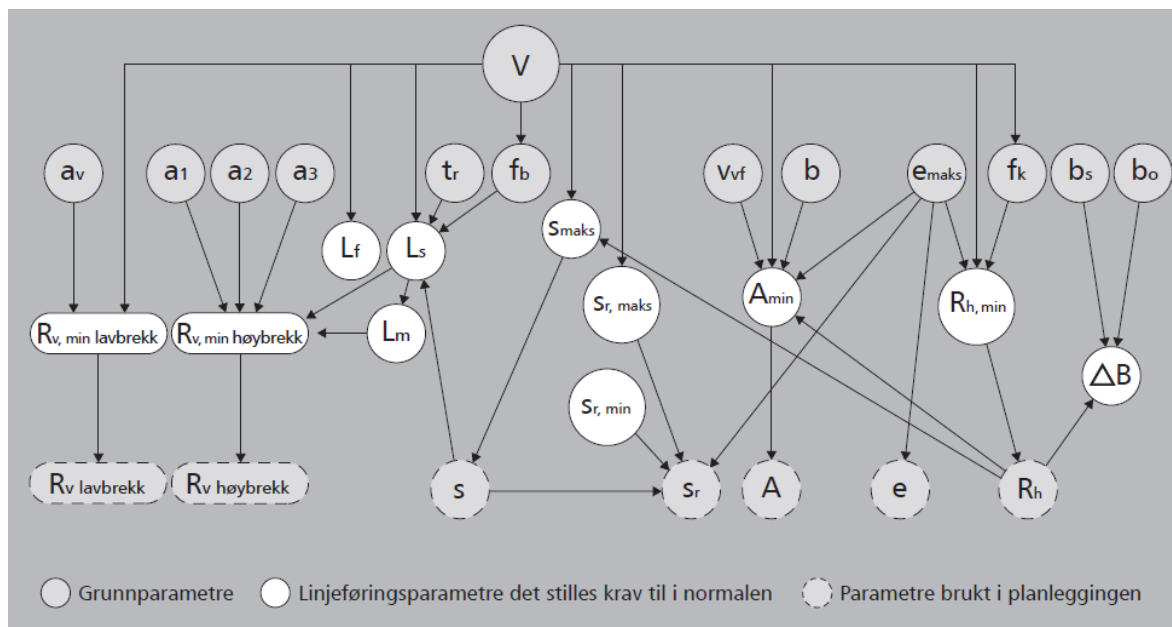 V
av
a1
a2
a3
tr
fb
Vvf
b
emaks
fk
bs
bo
Lf
Ls
smaks
Rv, min lavbrekk
Rv, min høybrekk
Lm
sr, maks
Amin
Rh, min
△B
sr, min
Rv lavbrekk
Rv høybrekk
s
sr
A
e
Rh
Grunnparametre
Linjeføringsparametre det stilles krav til i normalen
Parametre brukt i planleggingen